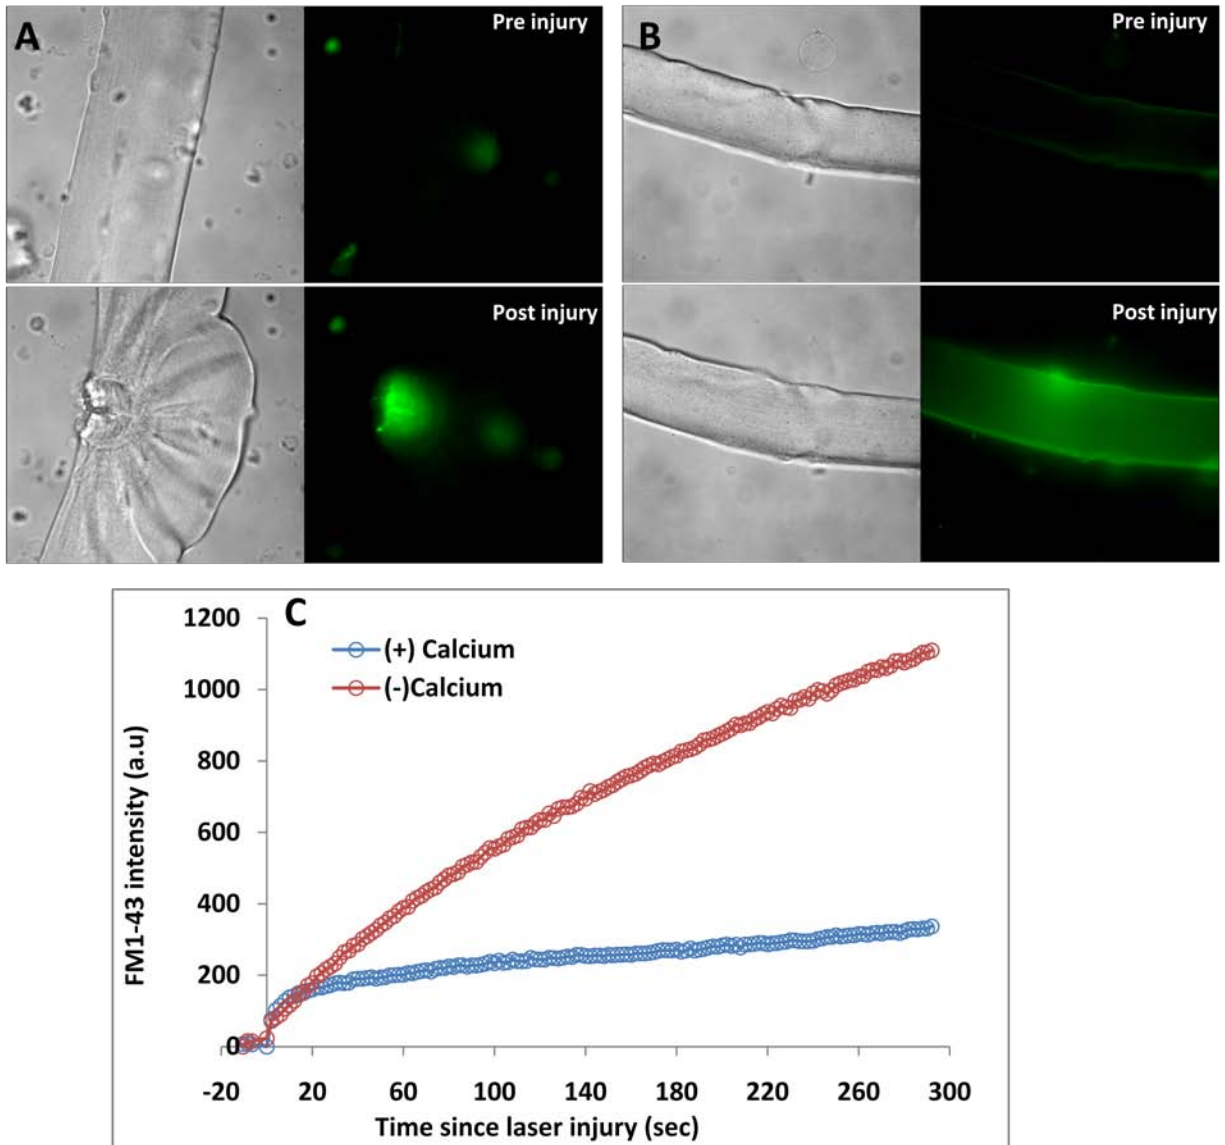 A
Pre injury
B
Pre injury
Post injury
Post injury
C
(+) Calcium
(-)Calcium
FM1-43 intensity (a.u)
1200
1000
800
600
400
200
0
-20 20 60 100 140 180 220 260 300
Time since laser injury (sec)